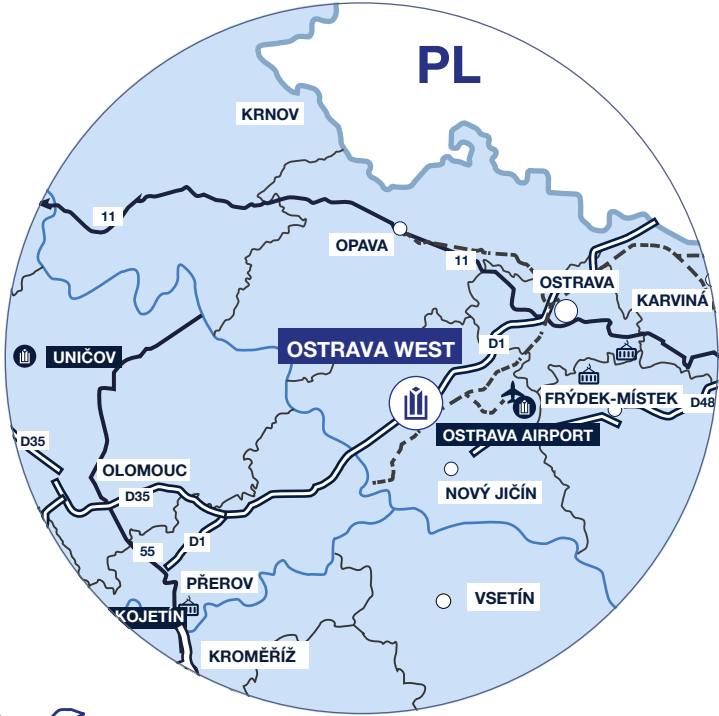 PL
KRNOV
11
OPAVA
11
OSTRAVA
KARVINÁ
OSTRAVA WEST
D1
UNIČOV
FRÝDEK-MÍSTEK
D48
OSTRAVA AIRPORT
D35
OLOMOUC
D35
NOVÝ JIČÍN
55
D1
PŘEROV
VSETÍN
KOJETÍN
KROMĚŘÍŽ